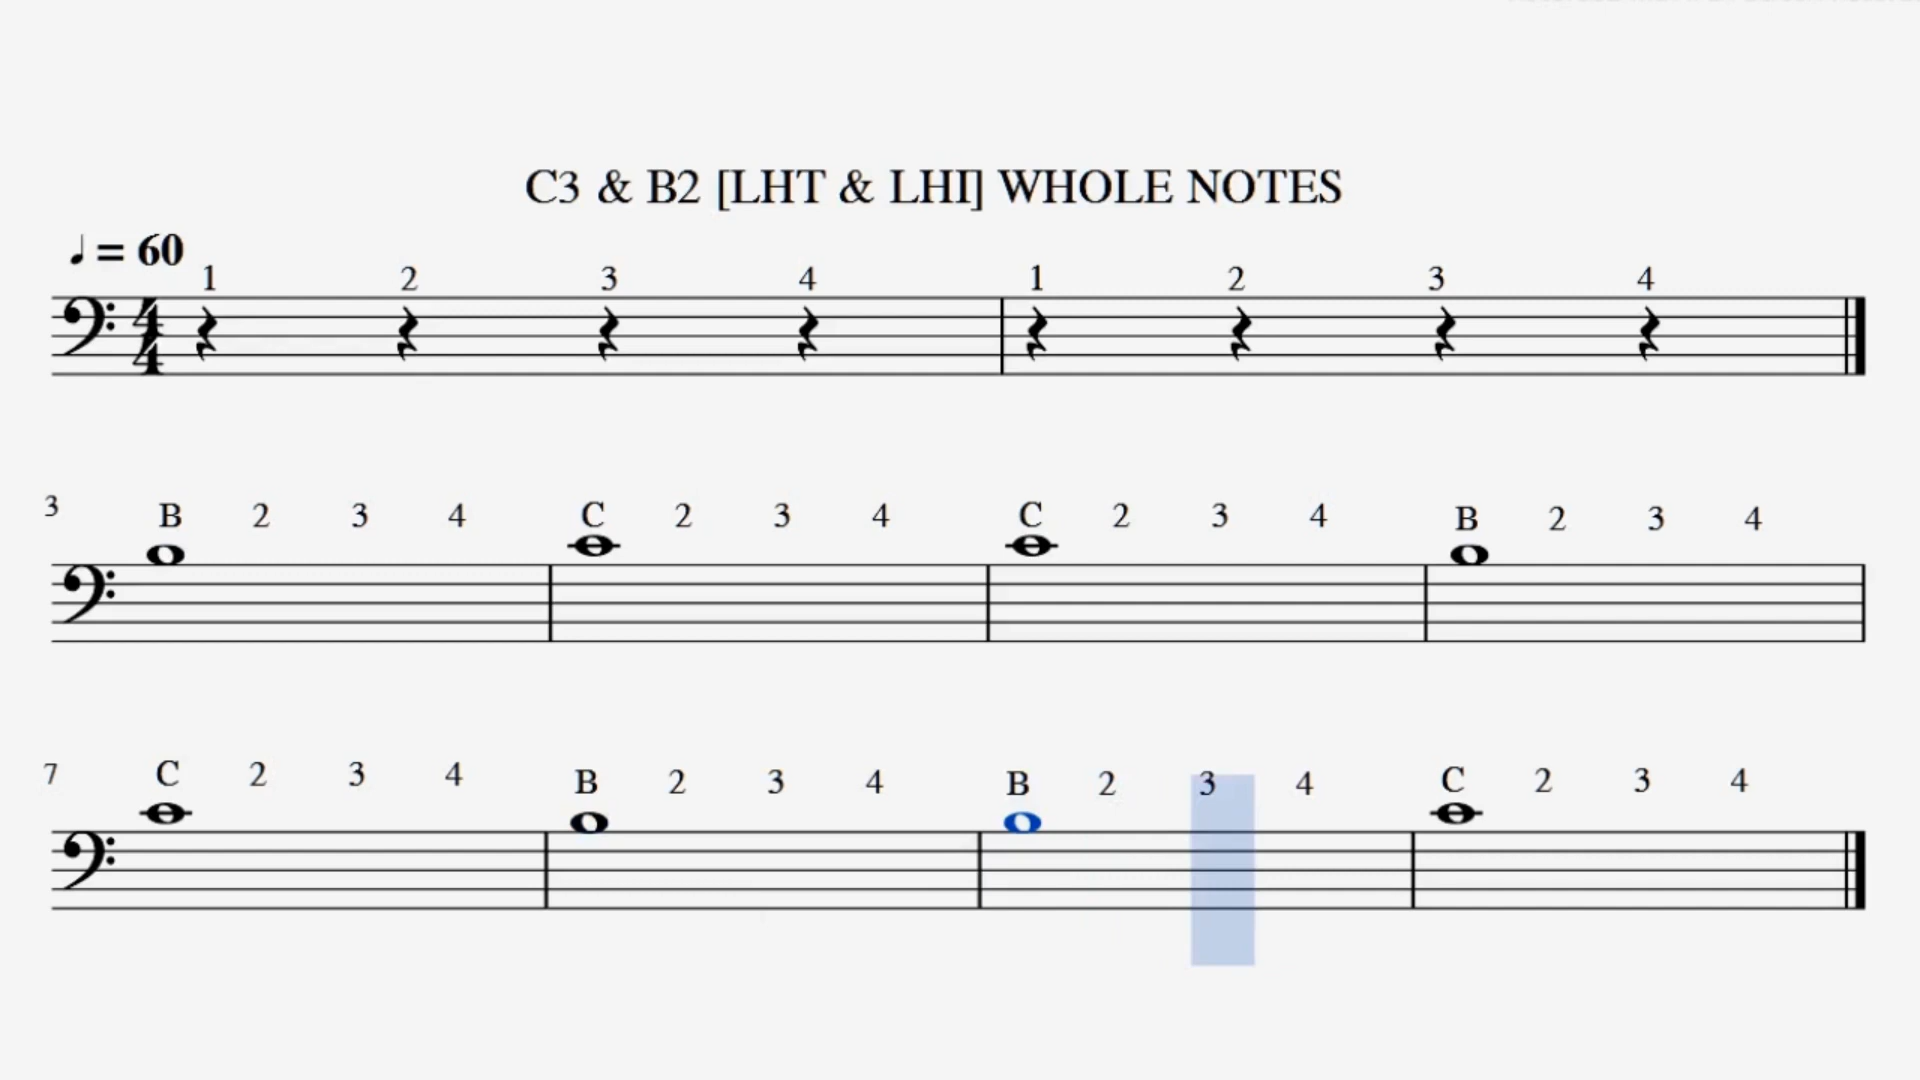 C3 & B2 [LHT & LHI] WHOLE NOTES
♩ = 60
1 2 3 4 1 2 3 4
3 B 2 3 4 C 2 3 4 C 2 3 4 B 2 3 4
7 C 2 3 4 B 2 3 4 B 2 3 4 C 2 3 4